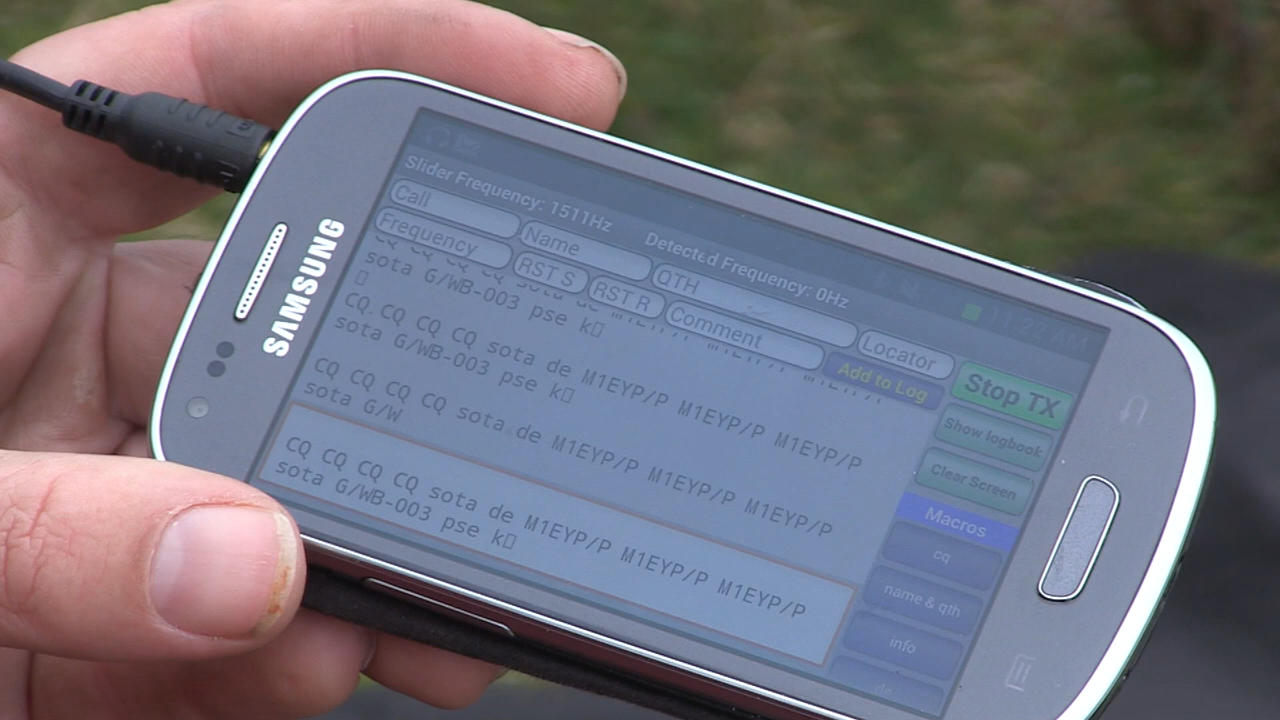 SAMSUNG
Slider Frequency: 1511Hz Detected Frequency: 0Hz
Call Name QTH Locator
Frequency RST S RST R Comment Add to Log
sota G/WB-003 pse k
CQ CQ CQ CQ sota de M1EYP/P M1EYP/P M1EYP/P
sota G/WB-003 pse k
CQ CQ CQ CQ sota de M1EYP/P M1EYP/P M1EYP/P
sota G/W
CQ CQ CQ CQ sota de M1EYP/P M1EYP/P M1EYP/P
sota G/WB-003 pse k
Stop TX
Show logbook
Clear Screen
Macros
cq
name & qth
info